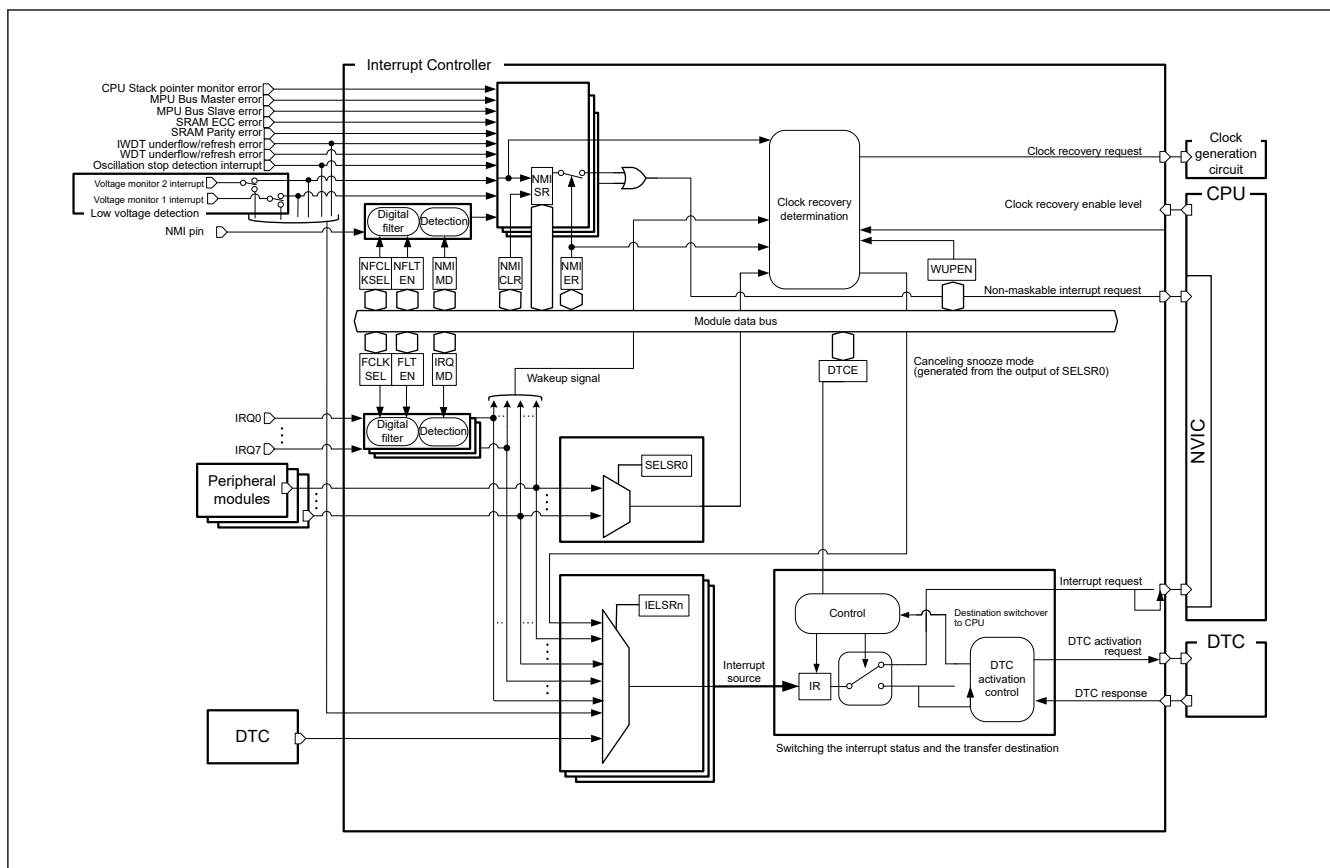 Interrupt Controller
CPU Stack pointer monitor error
MPU Bus Master error
MPU Bus Slave error
SRAM ECC error
SRAM Parity error
IWDT underflow/refresh error
WDT underflow/refresh error
Oscillation stop detection interrupt
Voltage monitor 2 interrupt
Voltage monitor 1 interrupt
Low voltage detection
NMI pin
Digital
filter
Detection
NMI
SR
NFCL
KSEL
NFLT
EN
NMI
MD
NMI
CLR
NMI
ER
Clock recovery
determination
WUPEN
Clock recovery request
Clock recovery enable level
Non-maskable interrupt request
Clock
generation
circuit
CPU
NVIC
Module data bus
FCLK
SEL
FLT
EN
IRQ
MD
Wakeup signal
DTCE
Canceling snooze mode
(generated from the output of SELSR0)
IRQ0
IRQ7
Digital
filter
Detection
Peripheral
modules
SELSR0
IELSRn
Interrupt
source
Control
IR
Destination switchover
to CPU
DTC
activation
control
Interrupt request
DTC activation
request
DTC response
DTC
DTC
Switching the interrupt status and the transfer destination